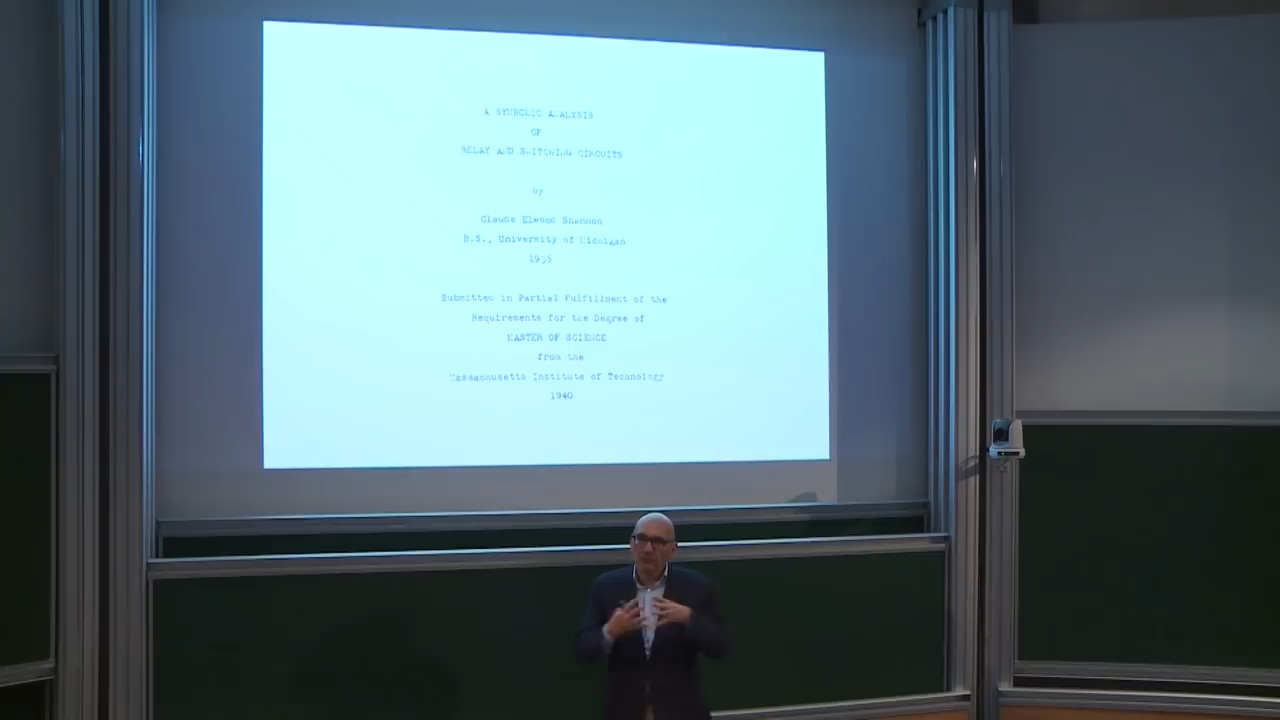 A SYMBOLIC ANALYSIS
OF
RELAY AND SWITCHING CIRCUITS
by
Claude Elwood Shannon
B.S., University of Michigan
1936
Submitted in Partial Fulfillment of the
Requirements for the Degree of
MASTER OF SCIENCE
from the
Massachusetts Institute of Technology
1940